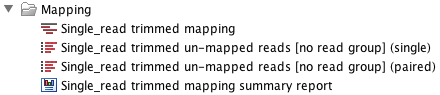 Mapping
Single_read trimmed mapping
Single_read trimmed un-mapped reads [no read group] (single)
Single_read trimmed un-mapped reads [no read group] (paired)
Single_read trimmed mapping summary report